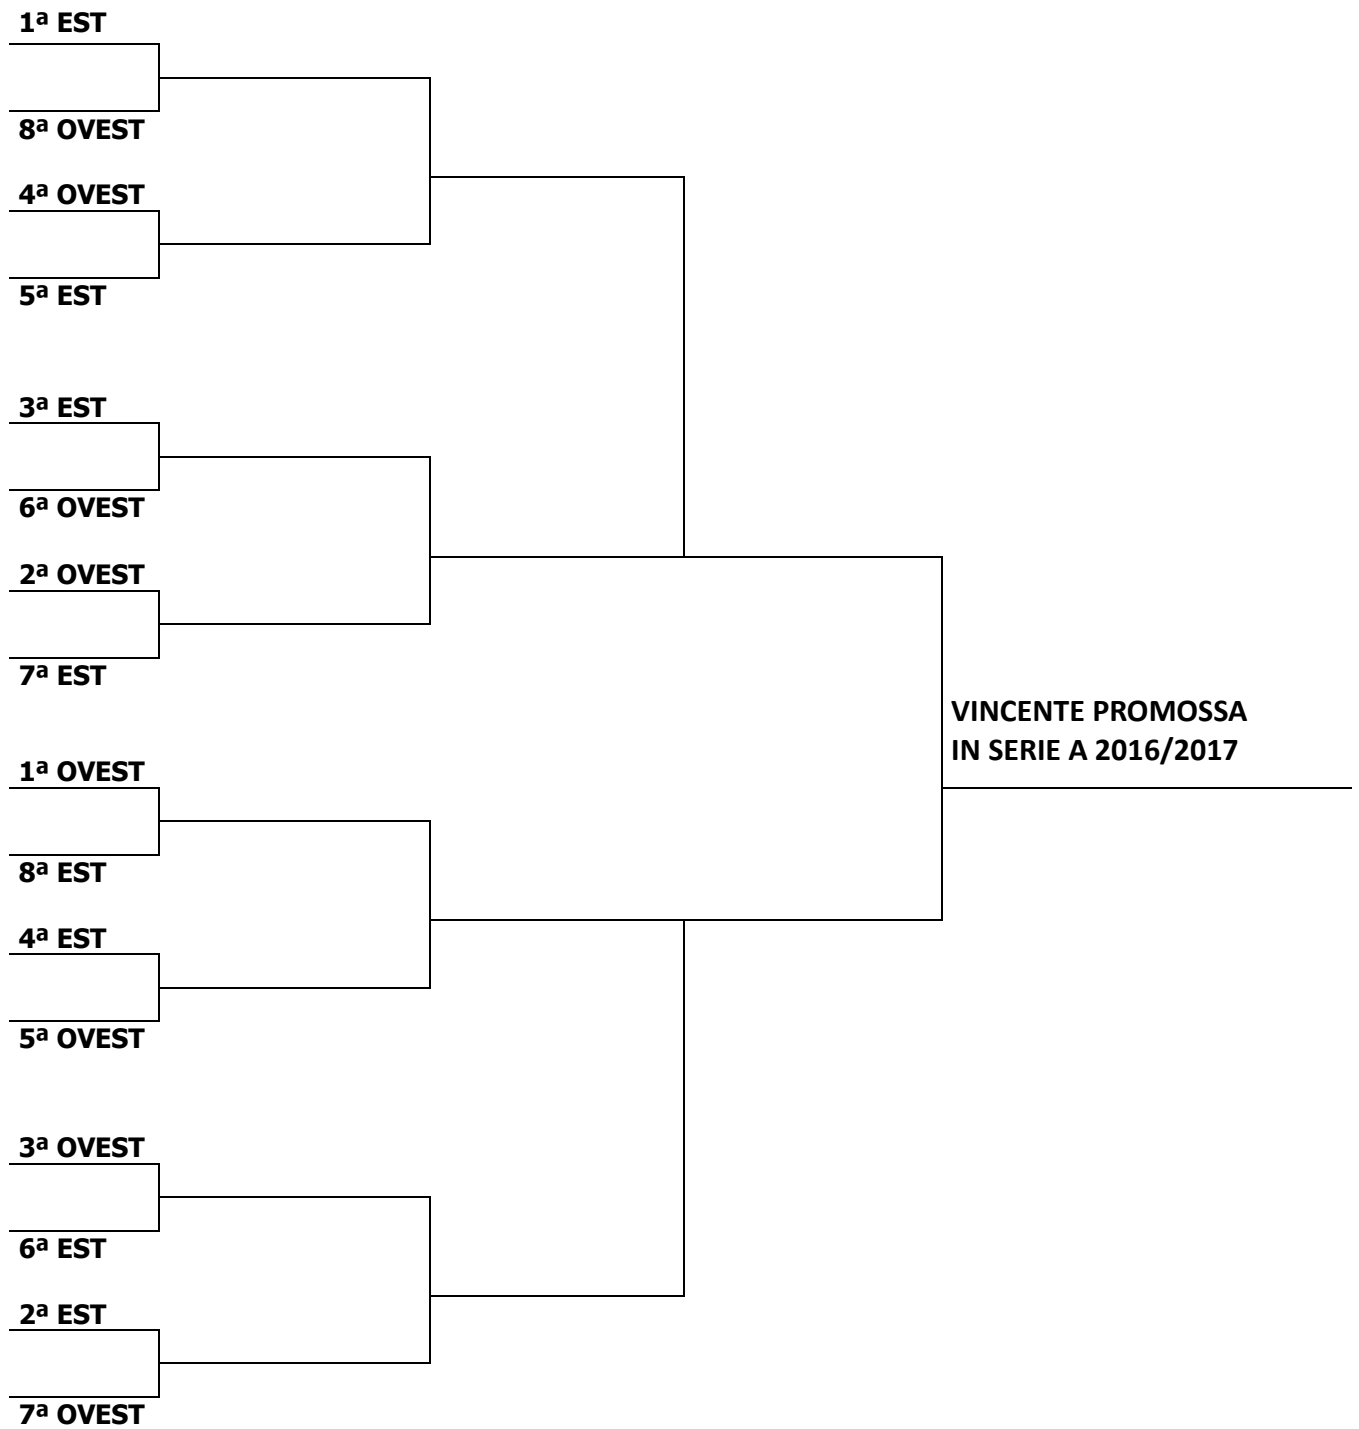 1ª EST
8ª OVEST
4ª OVEST
5ª EST
3ª EST
6ª OVEST
2ª OVEST
7ª EST
VINCENTE PROMOSSA
IN SERIE A 2016/2017
1ª OVEST
8ª EST
4ª EST
5ª OVEST
3ª OVEST
6ª EST
2ª EST
7ª OVEST